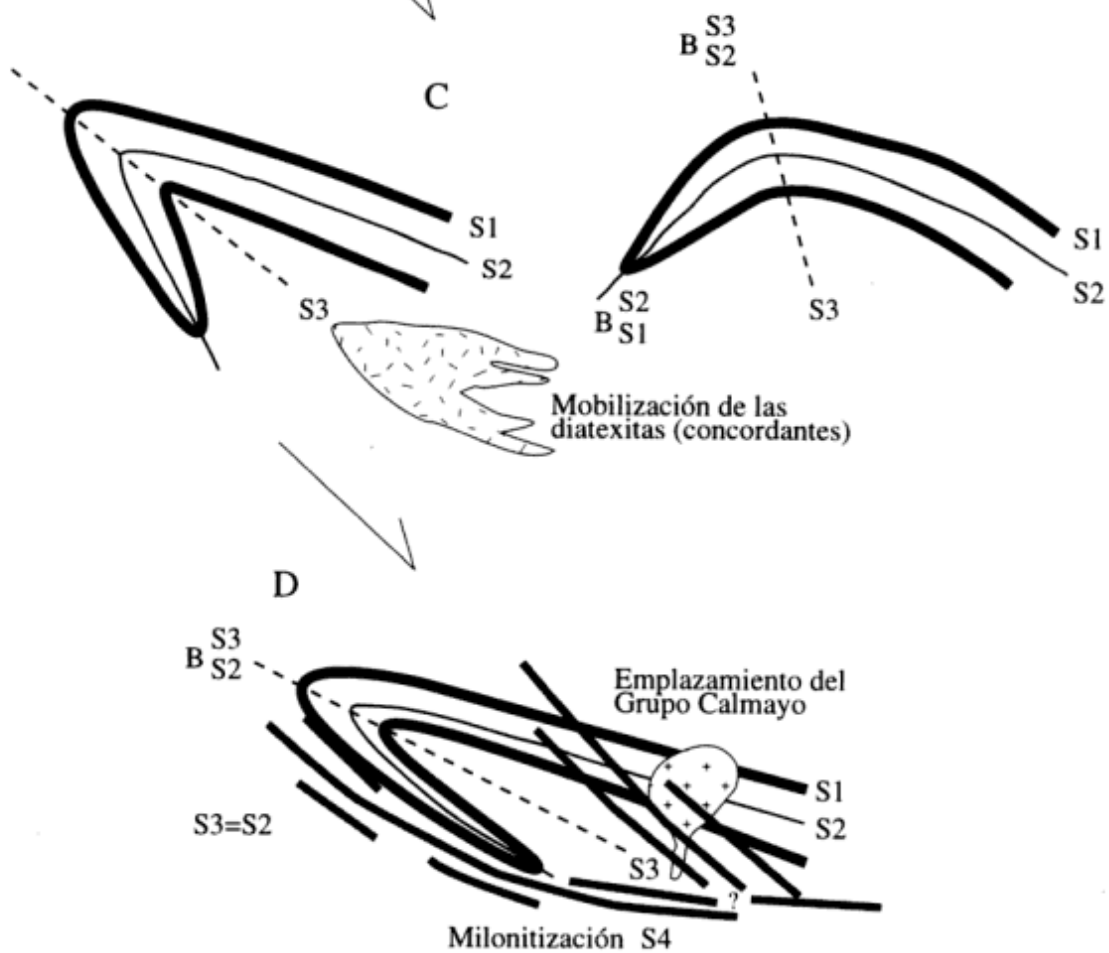 C
B S3
S2
S1
S2
S3
S1
S2
S3
B S2
S1
Mobilización de las
diatexitas (concordantes)
D
B S3
S2
Emplazamiento del
Grupo Calmayo
S1
S2
S3=S2
S3
?
Milonitización S4